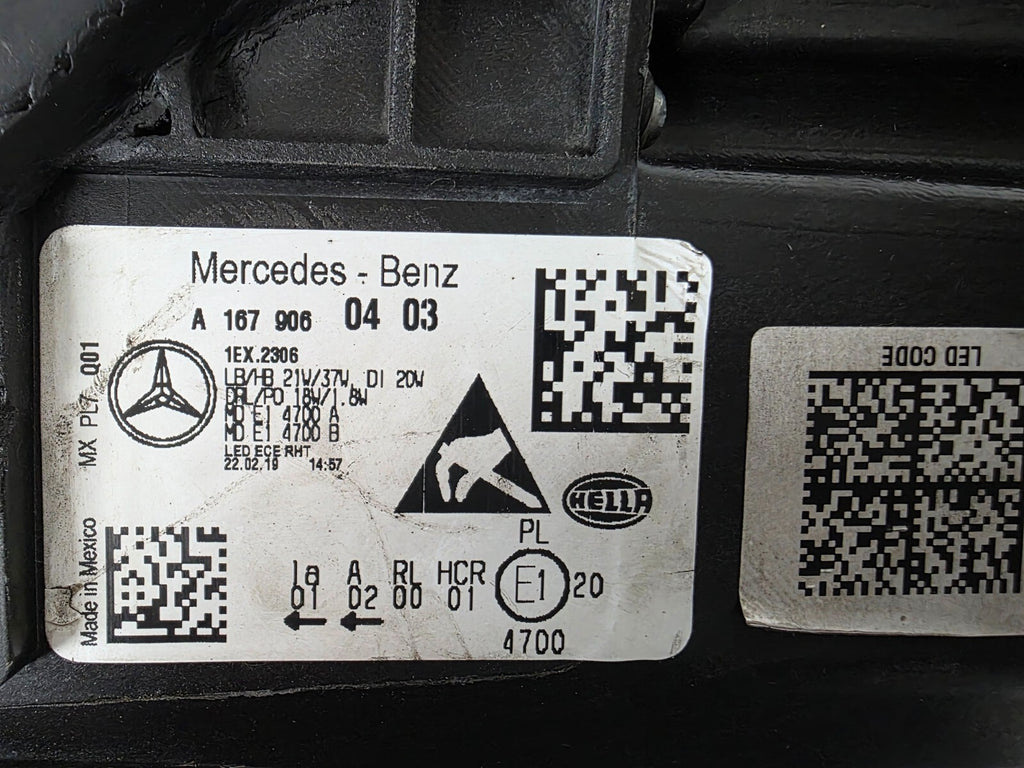 Mercedes - Benz
A 167 906 04 03
1EX.2306
LB/HB 21W/37W, DI 20W
DRL/PO 18W/1.8W
MD E1 4700 A
MD E1 4700 B
LED ECE RHT
22.02.19 14:57
MX PL7 Q01
Made in Mexico
HELLA
PL
1a A RL HCR E1 20
01 02 00 01
4700
LED CODE